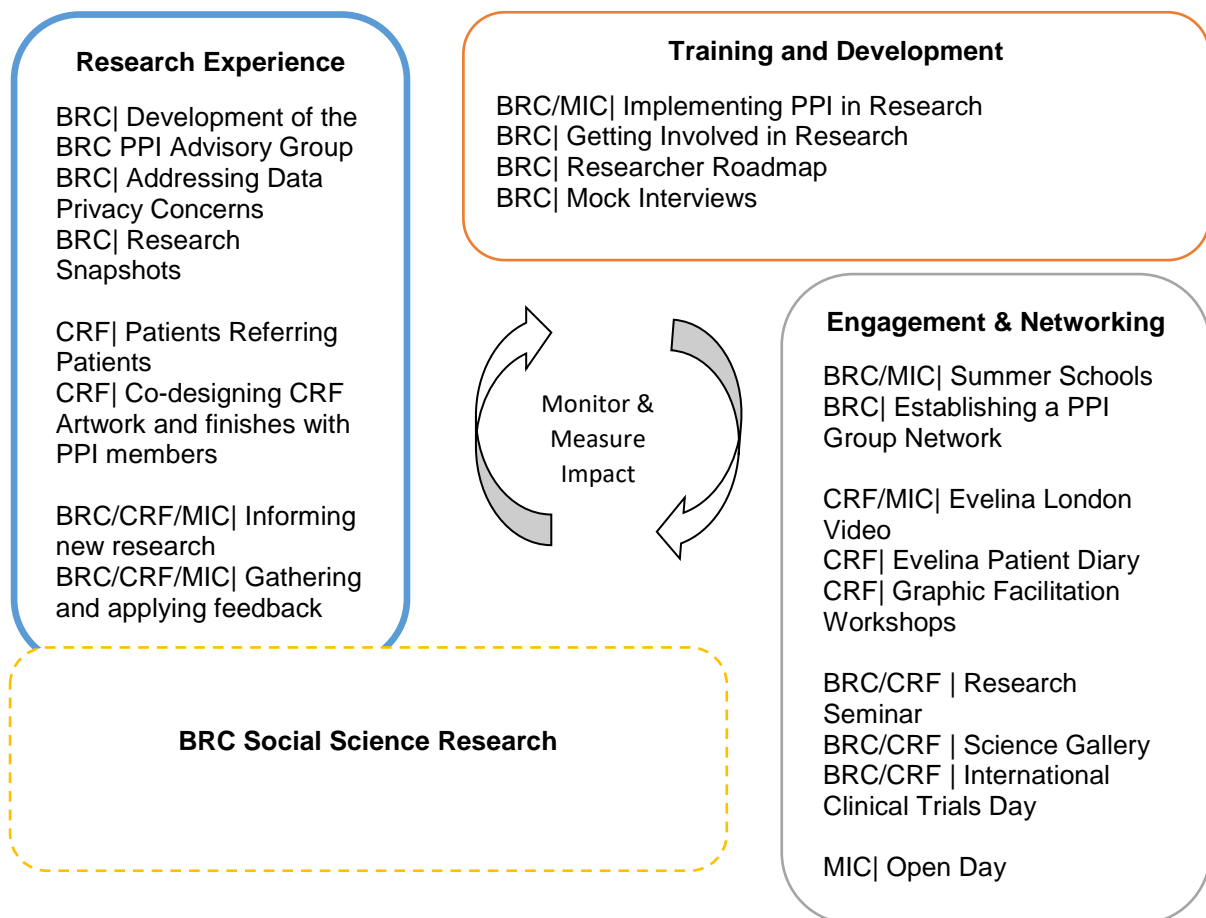 Research Experience
BRC| Development of the
BRC PPI Advisory Group
BRC| Addressing Data
Privacy Concerns
BRC| Research
Snapshots
CRF| Patients Referring
Patients
CRF| Co-designing CRF
Artwork and finishes with
PPI members
BRC/CRF/MIC| Informing
new research
BRC/CRF/MIC| Gathering
and applying feedback
Training and Development
BRC/MIC| Implementing PPI in Research
BRC| Getting Involved in Research
BRC| Researcher Roadmap
BRC| Mock Interviews
Monitor &
Measure
Impact
Engagement & Networking
BRC/MIC| Summer Schools
BRC| Establishing a PPI
Group Network
CRF/MIC| Evelina London
Video
CRF| Evelina Patient Diary
CRF| Graphic Facilitation
Workshops
BRC/CRF | Research
Seminar
BRC/CRF | Science Gallery
BRC/CRF | International
Clinical Trials Day
MIC| Open Day
BRC Social Science Research